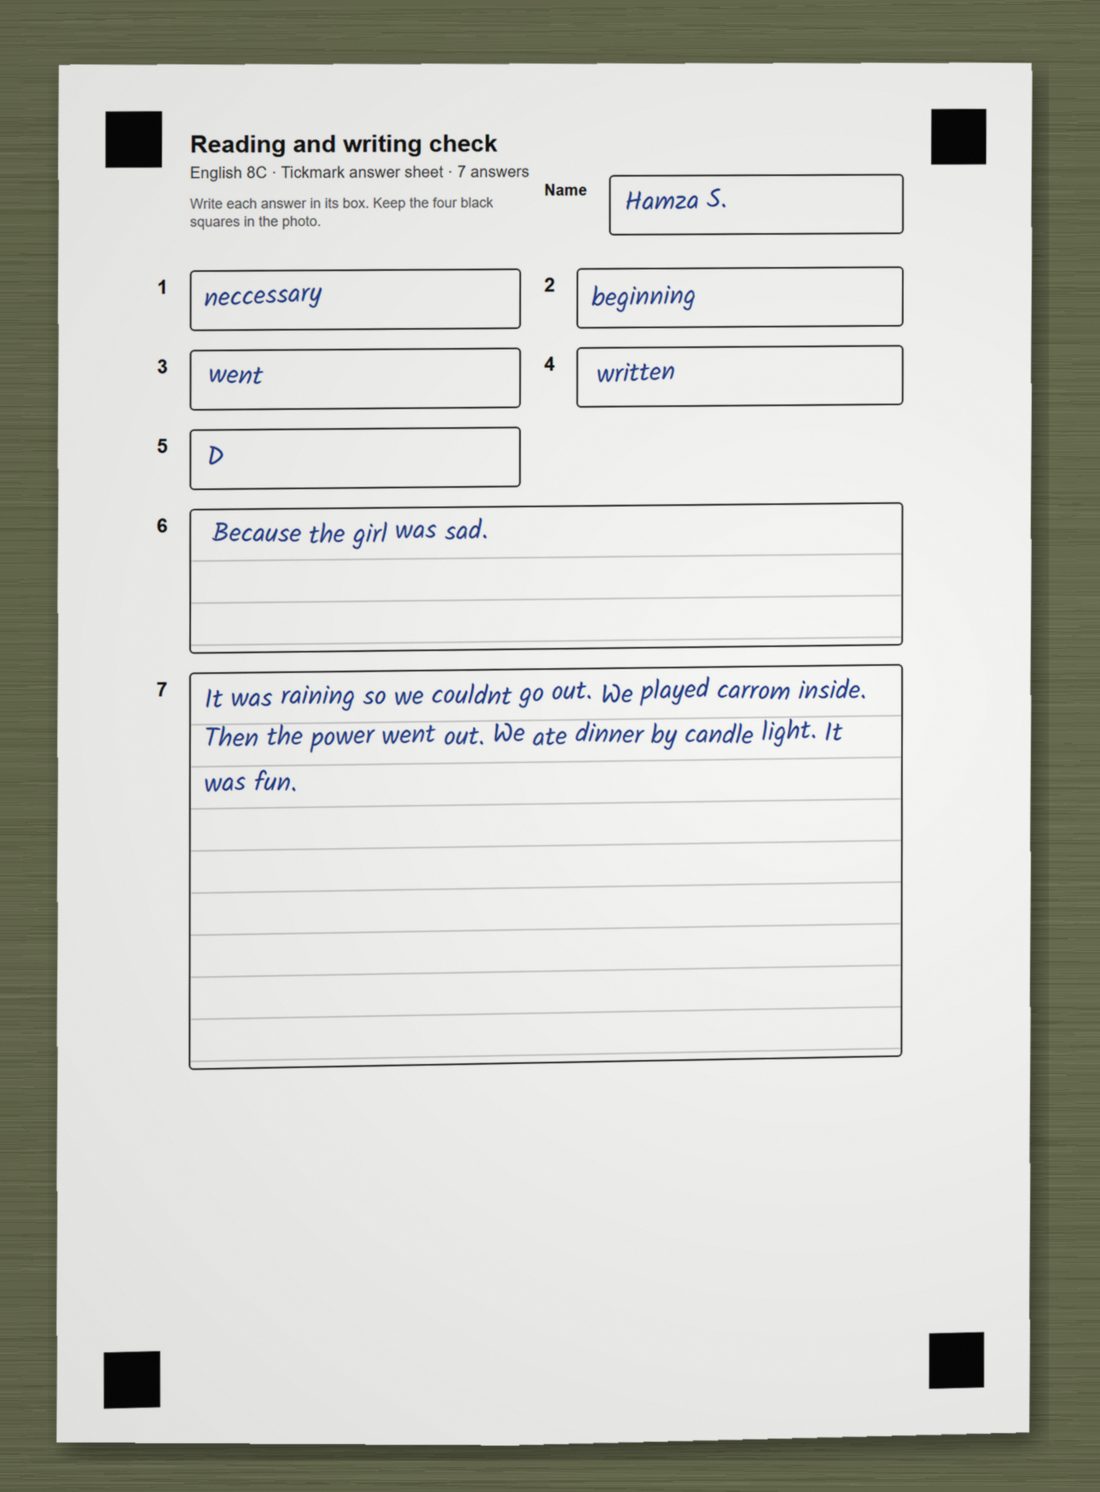 Reading and writing check
English 8C · Tickmark answer sheet · 7 answers
Write each answer in its box. Keep the four black
squares in the photo.
Name
Hamza S.
1
neccessary
2
beginning
3
went
4
written
5
D
6
Because the girl was sad.
7
It was raining so we couldnt go out. We played carrom inside.
Then the power went out. We ate dinner by candle light. It
was fun.